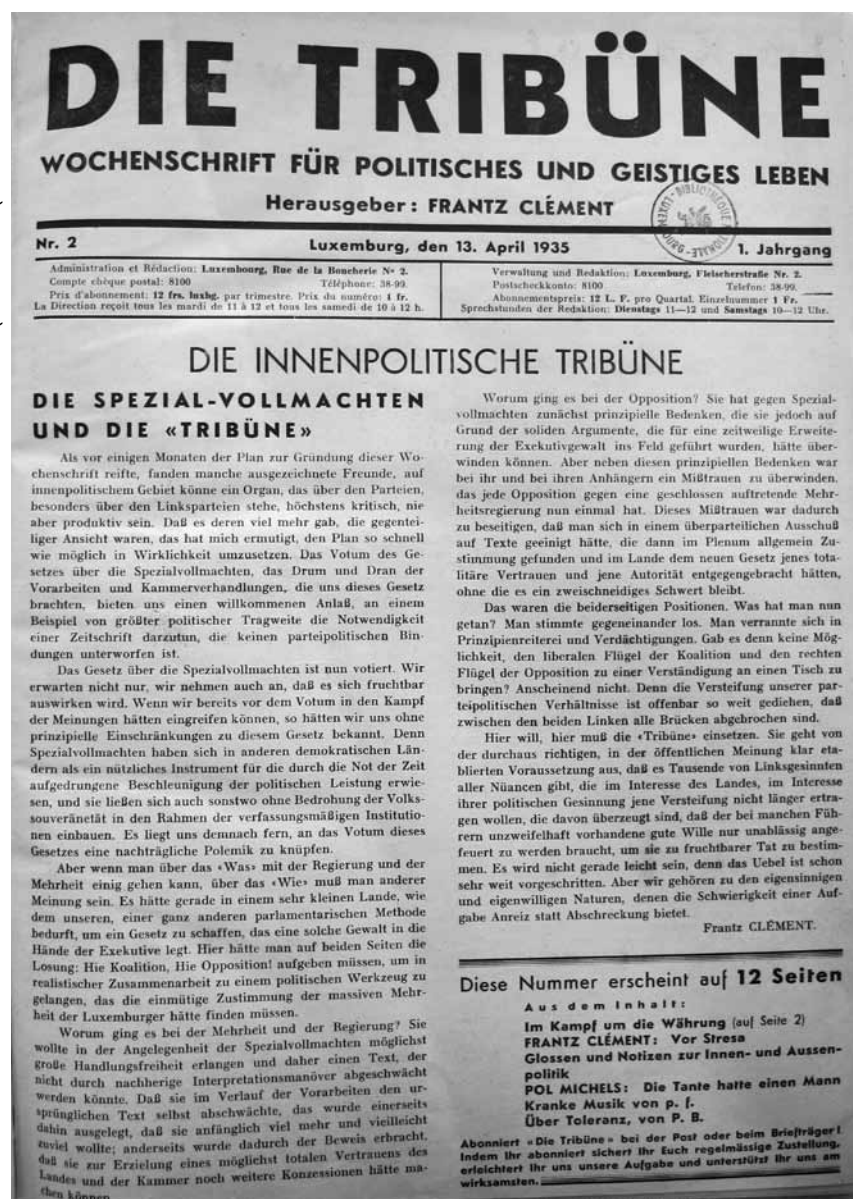 DIE TRIBÜNE
WOCHENSCHRIFT FÜR POLITISCHES UND GEISTIGES LEBEN
Herausgeber: FRANTZ CLÉMENT
Nr. 2
Luxemburg, den 13. April 1935
1. Jahrgang
Administration et Rédaction: Luxembourg, Rue de la Boucherie Nº 2.
Compte chèque postal: 8100 Téléphone: 38-99.
Prix d'abonnement: 12 frs. luxbg. par trimestre. Prix du numéro: 1 fr.
La Direction reçoit tous les mardi de 11 à 12 et tous les samedi de 10 à 12 h.
Verwaltung und Redaktion: Luxemburg, Fleischerstraße Nr. 2.
Postscheckkonto: 8100 Telefon: 38-99.
Abonnementspreis: 12 L. F. pro Quartal. Einzelnummer 1 Fr.
Sprechstunden der Redaktion: Dienstags 11—12 und Samstags 10—12 Uhr.
DIE INNENPOLITISCHE TRIBÜNE
DIE SPEZIAL-VOLLMACHTEN
UND DIE «TRIBÜNE»
Als vor einigen Monaten der Plan zur Gründung dieser Wo-
chenschrift reifte, fanden manche ausgezeichnete Freunde, auf
innenpolitischem Gebiet könne ein Organ, das über den Parteien,
besonders über den Linksparteien stehe, höchstens kritisch, nie
aber produktiv sein. Daß es deren viel mehr gab, die gegentei-
liger Ansicht waren, das hat mich ermutigt, den Plan so schnell
wie möglich in Wirklichkeit umzusetzen. Das Votum des Ge-
setzes über die Spezialvollmachten, das Drum und Dran der
Vorarbeiten und Kammerverhandlungen, die uns dieses Gesetz
brachten, bieten uns einen willkommenen Anlaß, an einem
Beispiel von größter politischer Tragweite die Notwendigkeit
einer Zeitschrift darzutun, die keinen parteipolitischen Bin-
dungen unterworfen ist.
Das Gesetz über die Spezialvollmachten ist nun votiert. Wir
erwarten nicht nur, wir nehmen auch an, daß es sich fruchtbar
auswirken wird. Wenn wir bereits vor dem Votum in den Kampf
der Meinungen hätten eingreifen können, so hätten wir uns ohne
prinzipielle Einschränkungen zu diesem Gesetz bekannt. Denn
Spezialvollmachten haben sich in anderen demokratischen Län-
dern als ein nützliches Instrument für die durch die Not der Zeit
aufgedrungene Beschleunigung der politischen Leistung erwie-
sen, und sie ließen sich auch sonstwo ohne Bedrohung der Volks-
souveränetät in den Rahmen der verfassungsmäßigen Institutio-
nen einbauen. Es liegt uns demnach fern, an das Votum dieses
Gesetzes eine nachträgliche Polemik zu knüpfen.
Aber wenn man über das «Was» mit der Regierung und der
Mehrheit einig gehen kann, über das «Wie» muß man anderer
Meinung sein. Es hätte gerade in einem sehr kleinen Lande, wie
dem unseren, einer ganz anderen parlamentarischen Methode
bedurft, um ein Gesetz zu schaffen, das eine solche Gewalt in die
Hände der Exekutive legt. Hier hätte man auf beiden Seiten die
Losung: Hie Koalition, Hie Opposition! aufgeben müssen, um in
realistischer Zusammenarbeit zu einem politischen Werkzeug zu
gelangen, das die einmütige Zustimmung der massiven Mehr-
heit der Luxemburger hätte finden müssen.
Worum ging es bei der Mehrheit und der Regierung? Sie
wollte in der Angelegenheit der Spezialvollmachten möglichst
große Handlungsfreiheit erlangen und daher einen Text, der
nicht durch nachherige Interpretationsmanöver abgeschwächt
werden könnte. Daß sie im Verlauf der Vorarbeiten den ur-
sprünglichen Text selbst abschwächte, das wurde einerseits
dahin ausgelegt, daß sie anfänglich viel mehr und vielleicht
zuviel wollte; anderseits wurde dadurch der Beweis erbracht,
daß sie zur Erzielung eines möglichst totalen Vertrauens des
Landes und der Kammer noch weitere Konzessionen hätte ma-
chen können.
Worum ging es bei der Opposition? Sie hat gegen Spezial-
vollmachten zunächst prinzipielle Bedenken, die sie jedoch auf
Grund der soliden Argumente, die für eine zeitweilige Erweite-
rung der Exekutivgewalt ins Feld geführt wurden, hätte über-
winden können. Aber neben diesen prinzipiellen Bedenken war
bei ihr und bei ihren Anhängern ein Mißtrauen zu überwinden,
das jede Opposition gegen eine geschlossen auftretende Mehr-
heitsregierung nun einmal hat. Dieses Mißtrauen war dadurch
zu beseitigen, daß man sich in einem überparteilichen Ausschuß
auf Texte geeinigt hätte, die dann im Plenum allgemein Zu-
stimmung gefunden und im Lande dem neuen Gesetz jenes tota-
litäre Vertrauen und jene Autorität entgegengebracht hätten,
ohne die es ein zweischneidiges Schwert bleibt.
Das waren die beiderseitigen Positionen. Was hat man nun
getan? Man stimmte gegeneinander los. Man verrannte sich in
Prinzipienreiterei und Verdächtigungen. Gab es denn keine Mög-
lichkeit, den liberalen Flügel der Koalition und den rechten
Flügel der Opposition zu einer Verständigung an einen Tisch zu
bringen? Anscheinend nicht. Denn die Versteifung unserer par-
teipolitischen Verhältnisse ist offenbar so weit gediehen, daß
zwischen den beiden Linken alle Brücken abgebrochen sind.
Hier will, hier muß die «Tribüne» einsetzen. Sie geht von
der durchaus richtigen, in der öffentlichen Meinung klar eta-
blierten Voraussetzung aus, daß es Tausende von Linksgesinnten
aller Nüancen gibt, die im Interesse des Landes, im Interesse
ihrer politischen Gesinnung jene Versteifung nicht länger ertra-
gen wollen, die davon überzeugt sind, daß der bei manchen Füh-
rern unzweifelhaft vorhandene gute Wille nur unablässig ange-
feuert zu werden braucht, um sie zu fruchtbarer Tat zu bestim-
men. Es wird nicht gerade leicht sein, denn das Uebel ist schon
sehr weit vorgeschritten. Aber wir gehören zu den eigensinnigen
und eigenwilligen Naturen, denen die Schwierigkeit einer Auf-
gabe Anreiz statt Abschreckung bietet.
Frantz CLÉMENT.
Diese Nummer erscheint auf 12 Seiten
Aus dem Inhalt:
Im Kampf um die Währung (auf Seite 2)
FRANTZ CLÉMENT: Vor Stresa
Glossen und Notizen zur Innen- und Aussen-
politik
POL MICHELS: Die Tante hatte einen Mann
Kranke Musik von p. f.
Über Toleranz, von P. B.
Abonniert «Die Tribüne» bei der Post oder beim Briefträger!
Indem Ihr abonniert sichert Ihr Euch regelmässige Zustellung,
erleichtert Ihr uns unsere Aufgabe und unterstützt Ihr uns am
wirksamsten.